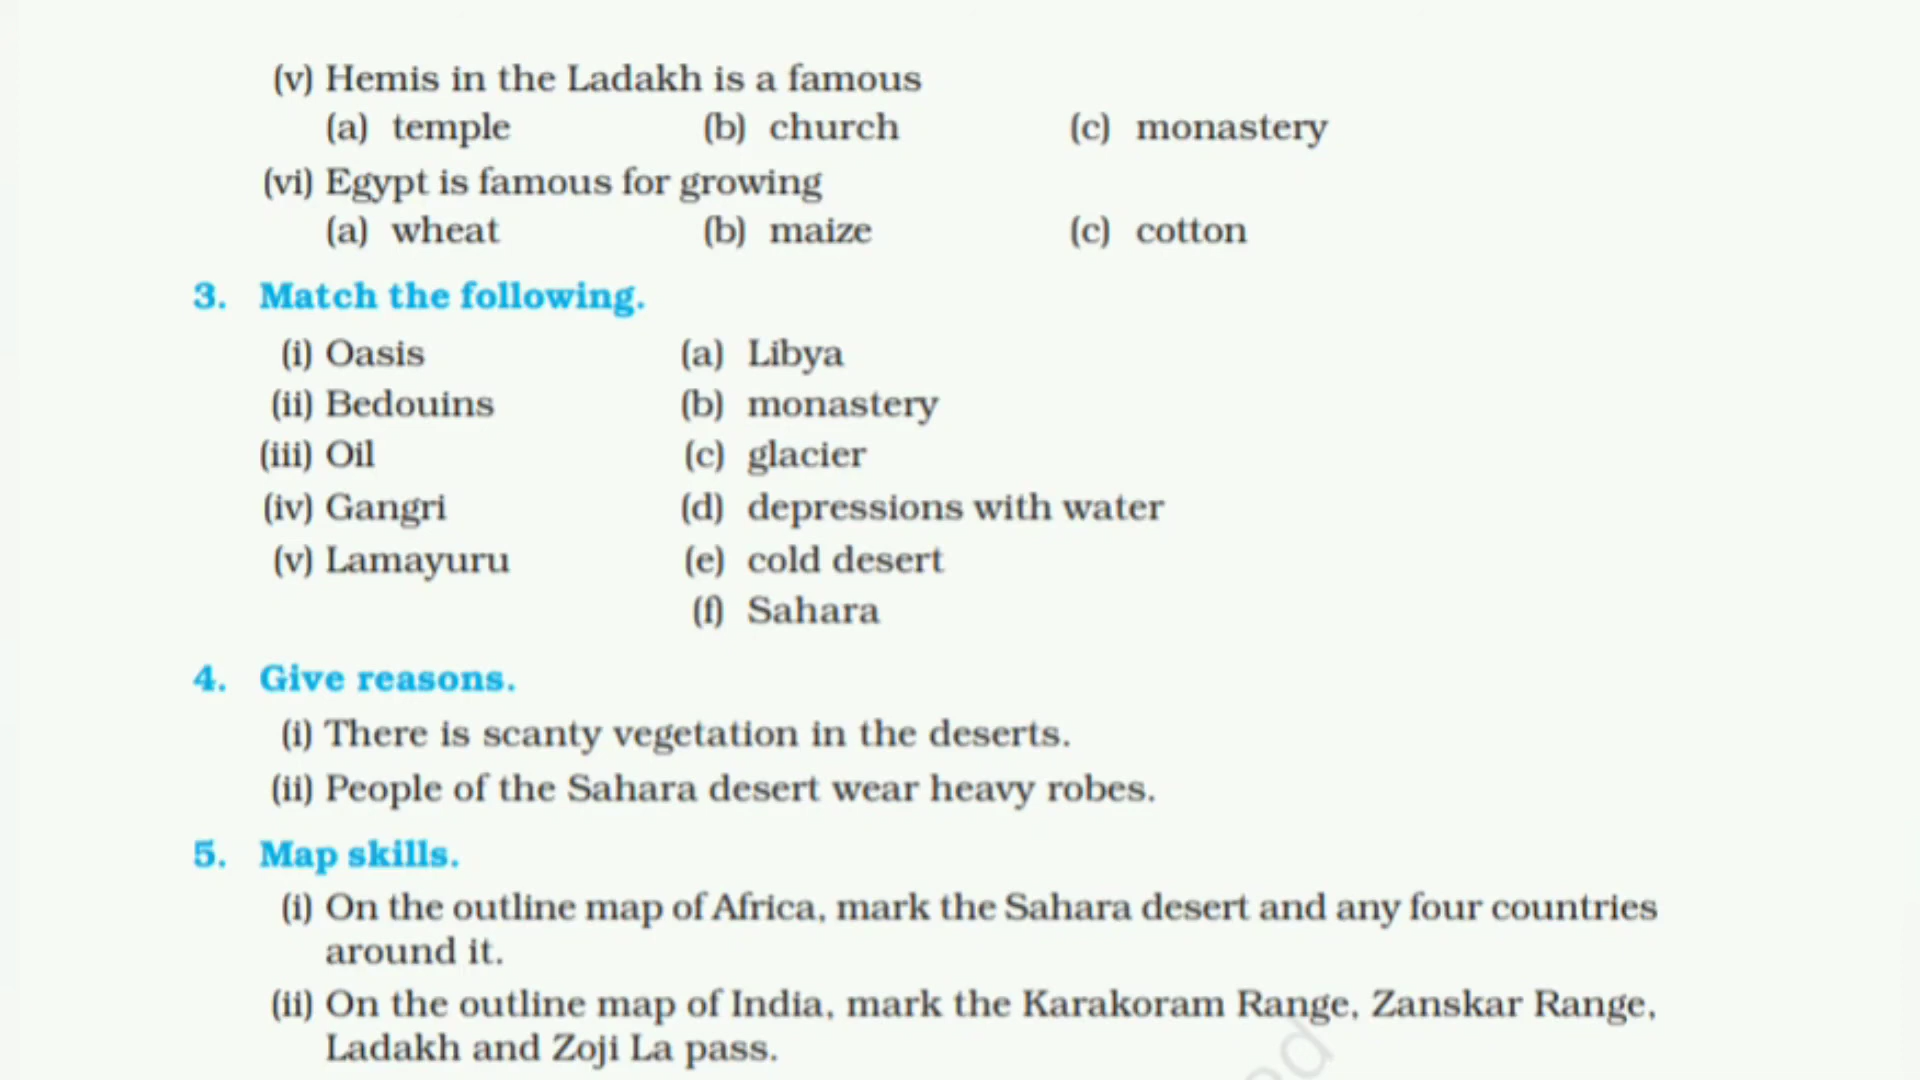 (v) Hemis in the Ladakh is a famous
(a) temple (b) church (c) monastery
(vi) Egypt is famous for growing
(a) wheat (b) maize (c) cotton
3. Match the following.
(i) Oasis (a) Libya
(ii) Bedouins (b) monastery
(iii) Oil (c) glacier
(iv) Gangri (d) depressions with water
(v) Lamayuru (e) cold desert
(f) Sahara
4. Give reasons.
(i) There is scanty vegetation in the deserts.
(ii) People of the Sahara desert wear heavy robes.
5. Map skills.
(i) On the outline map of Africa, mark the Sahara desert and any four countries
around it.
(ii) On the outline map of India, mark the Karakoram Range, Zanskar Range,
Ladakh and Zoji La pass.